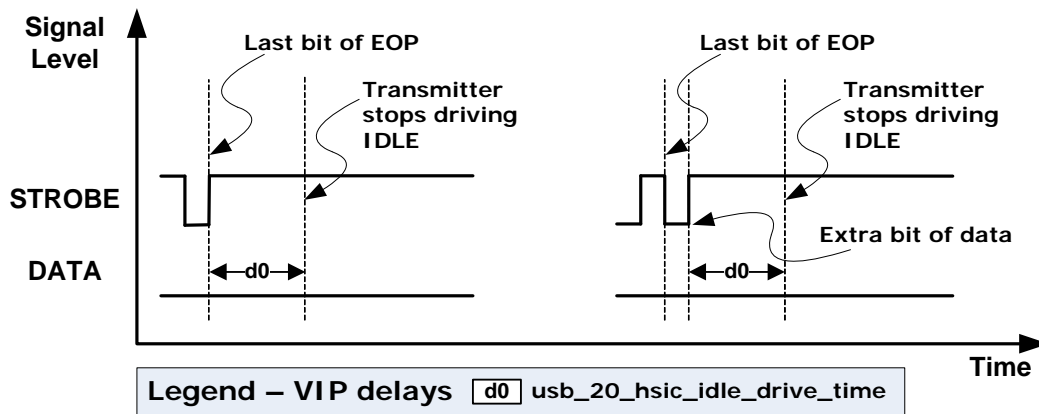 Signal
Level
Last bit of EOP
Transmitter
stops driving
IDLE
Last bit of EOP
Transmitter
stops driving
IDLE
STROBE
Extra bit of data
DATA
d0
d0
Time
Legend – VIP delays d0 usb_20_hsic_idle_drive_time